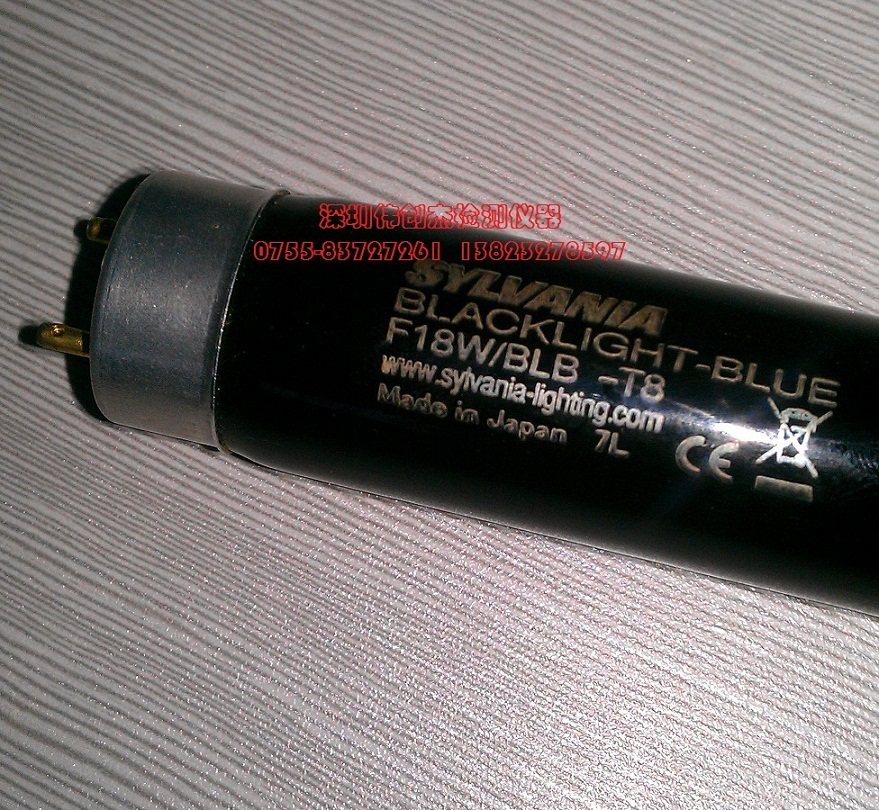 深圳伟创杰检测仪器
0755-83727261 13823278597
SYLVANIA
BLACKLIGHT-BLUE
F18W/BLB -T8
www.sylvania-lighting.com
Made in Japan 7L
CE